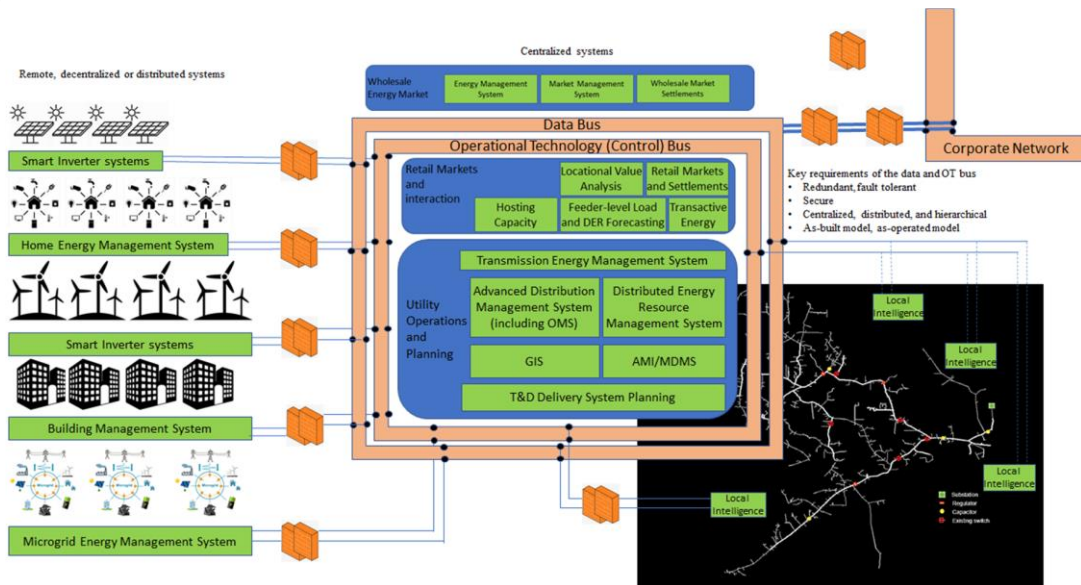 Centralized systems
Remote, decentralized or distributed systems
Wholesale
Energy Market
Energy Management
System
Market Management
System
Wholesale Market
Settlements
Data Bus
Operational Technology (Control) Bus
Corporate Network
Smart Inverter systems
Home Energy Management System
Smart Inverter systems
Building Management System
Microgrid Energy Management System
Retail Markets
and
interaction
Locational Value
Analysis
Retail Markets
and Settlements
Hosting
Capacity
Feeder-level Load
and DER Forecasting
Transactive
Energy
Utility
Operations
and
Planning
Transmission Energy Management System
Advanced Distribution
Management System
(including OMS)
Distributed Energy
Resource
Management System
GIS
AMI/MDMS
T&D Delivery System Planning
Key requirements of the data and OT bus
• Redundant, fault tolerant
• Secure
• Centralized, distributed, and hierarchical
• As-built model, as-operated model
Local
Intelligence
Local
Intelligence
Local
Intelligence
Local
Intelligence
Substation
Regulator
Capacitor
Existing switch